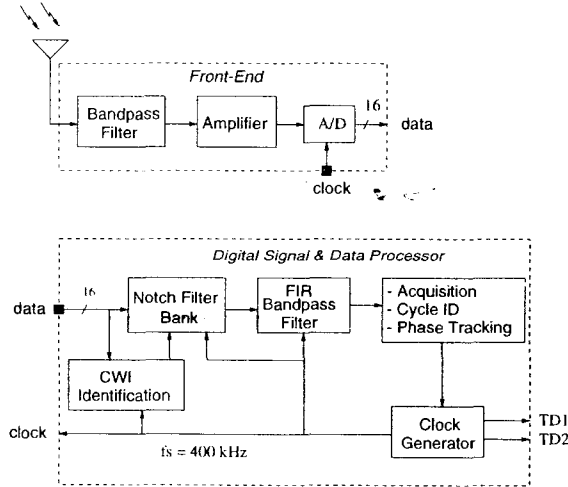 Front-End
Bandpass
Filter
Amplifier
A/D
16
data
clock
Digital Signal & Data Processor
data
16
Notch Filter
Bank
FIR
Bandpass
Filter
- Acquisition
- Cycle ID
- Phase Tracking
CWI
Identification
clock
fs = 400 kHz
Clock
Generator
TD1
TD2